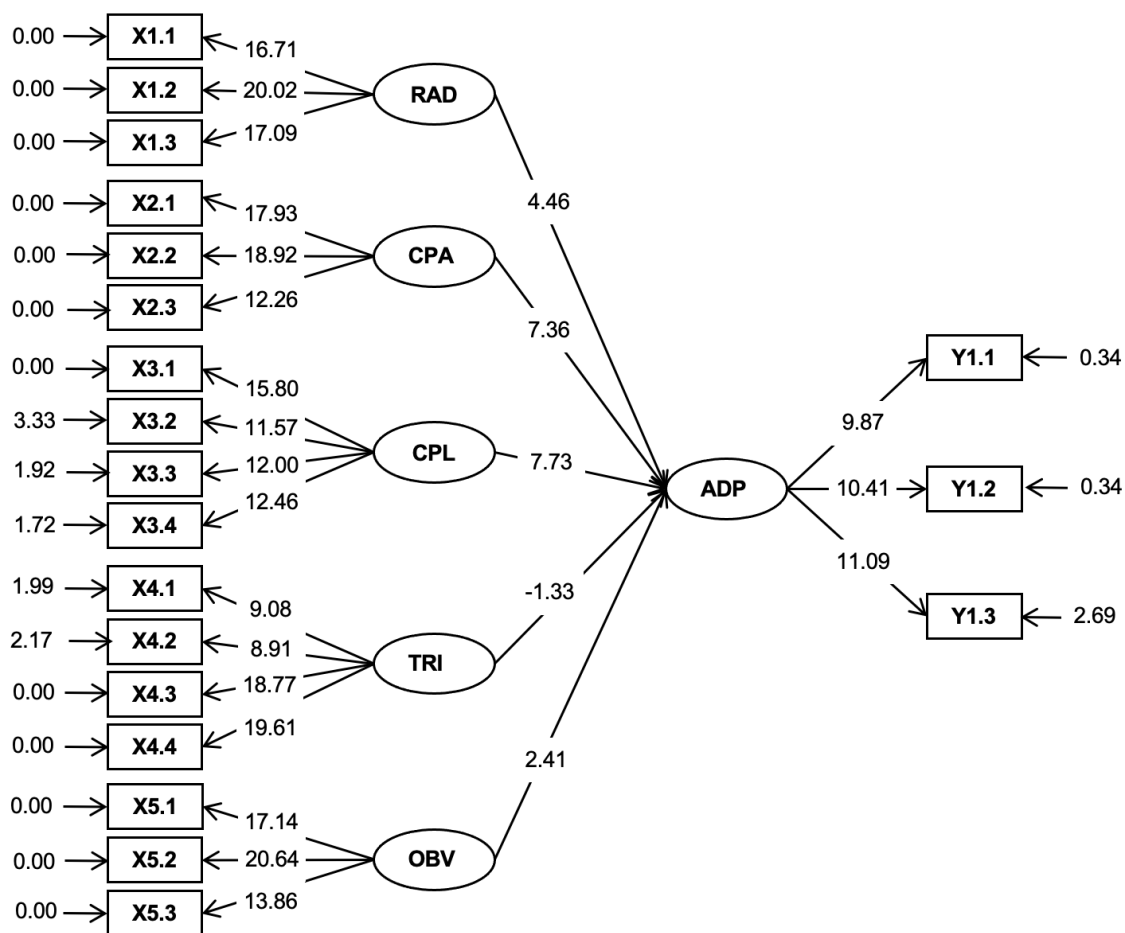 0.00 X1.1 16.71
0.00 X1.2 20.02 RAD
0.00 X1.3 17.09
4.46
0.00 X2.1 17.93
0.00 X2.2 18.92 CPA
0.00 X2.3 12.26
7.36
0.00 X3.1 15.80
3.33 X3.2 11.57
1.92 X3.3 12.00 CPL 7.73
1.72 X3.4 12.46
1.99 X4.1 9.08
2.17 X4.2 8.91 TRI -1.33
0.00 X4.3 18.77
0.00 X4.4 19.61
0.00 X5.1 17.14
0.00 X5.2 20.64 OBV 2.41
0.00 X5.3 13.86
ADP
9.87 Y1.1 0.34
10.41 Y1.2 0.34
11.09 Y1.3 2.69